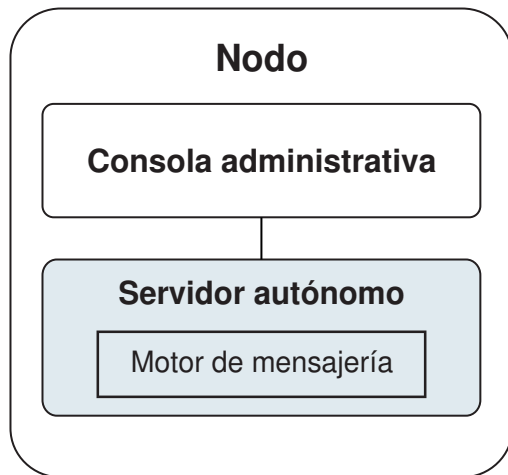 Nodo
Consola administrativa
Servidor autónomo
Motor de mensajería